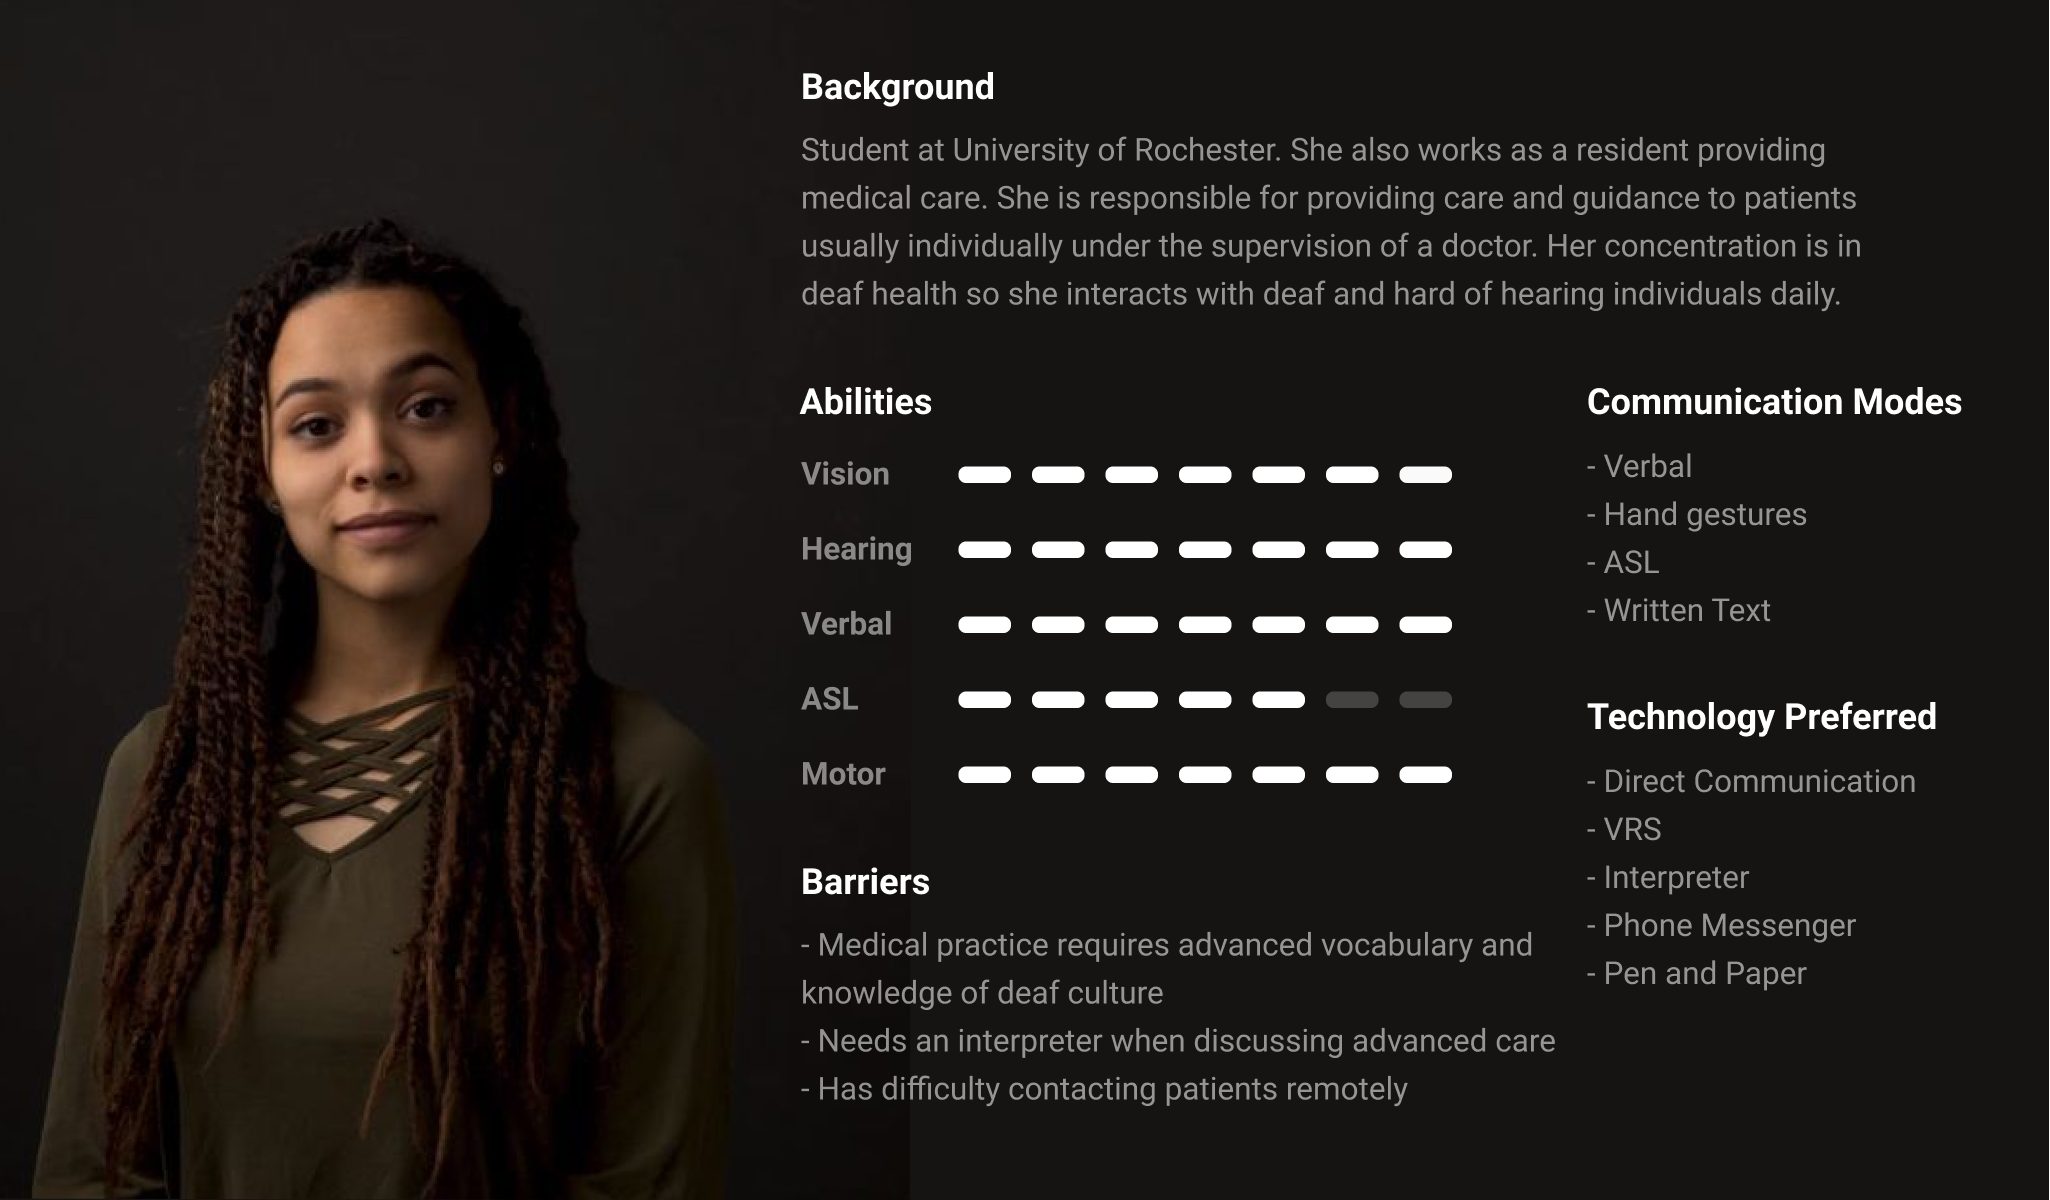 Background
Student at University of Rochester. She also works as a resident providing
medical care. She is responsible for providing care and guidance to patients
usually individually under the supervision of a doctor. Her concentration is in
deaf health so she interacts with deaf and hard of hearing individuals daily.
Abilities
Vision
Hearing
Verbal
ASL
Motor
Barriers
- Medical practice requires advanced vocabulary and
knowledge of deaf culture
- Needs an interpreter when discussing advanced care
- Has difficulty contacting patients remotely
Communication Modes
- Verbal
- Hand gestures
- ASL
- Written Text
Technology Preferred
- Direct Communication
- VRS
- Interpreter
- Phone Messenger
- Pen and Paper